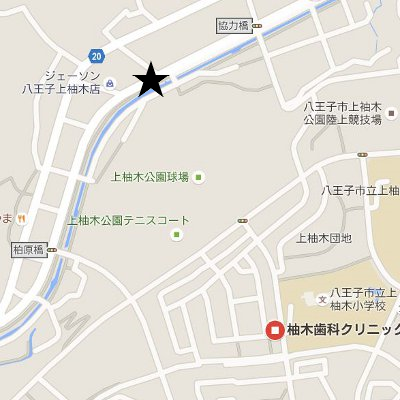 協力橋
20
ジェーソン
八王子上柚木店
八王子市上柚木
公園陸上競技場
上柚木公園球場
八王子市立上柚
上柚木公園テニスコート
やま
柏原橋
上柚木団地
八王子市立上
柚木小学校
柚木歯科クリニック